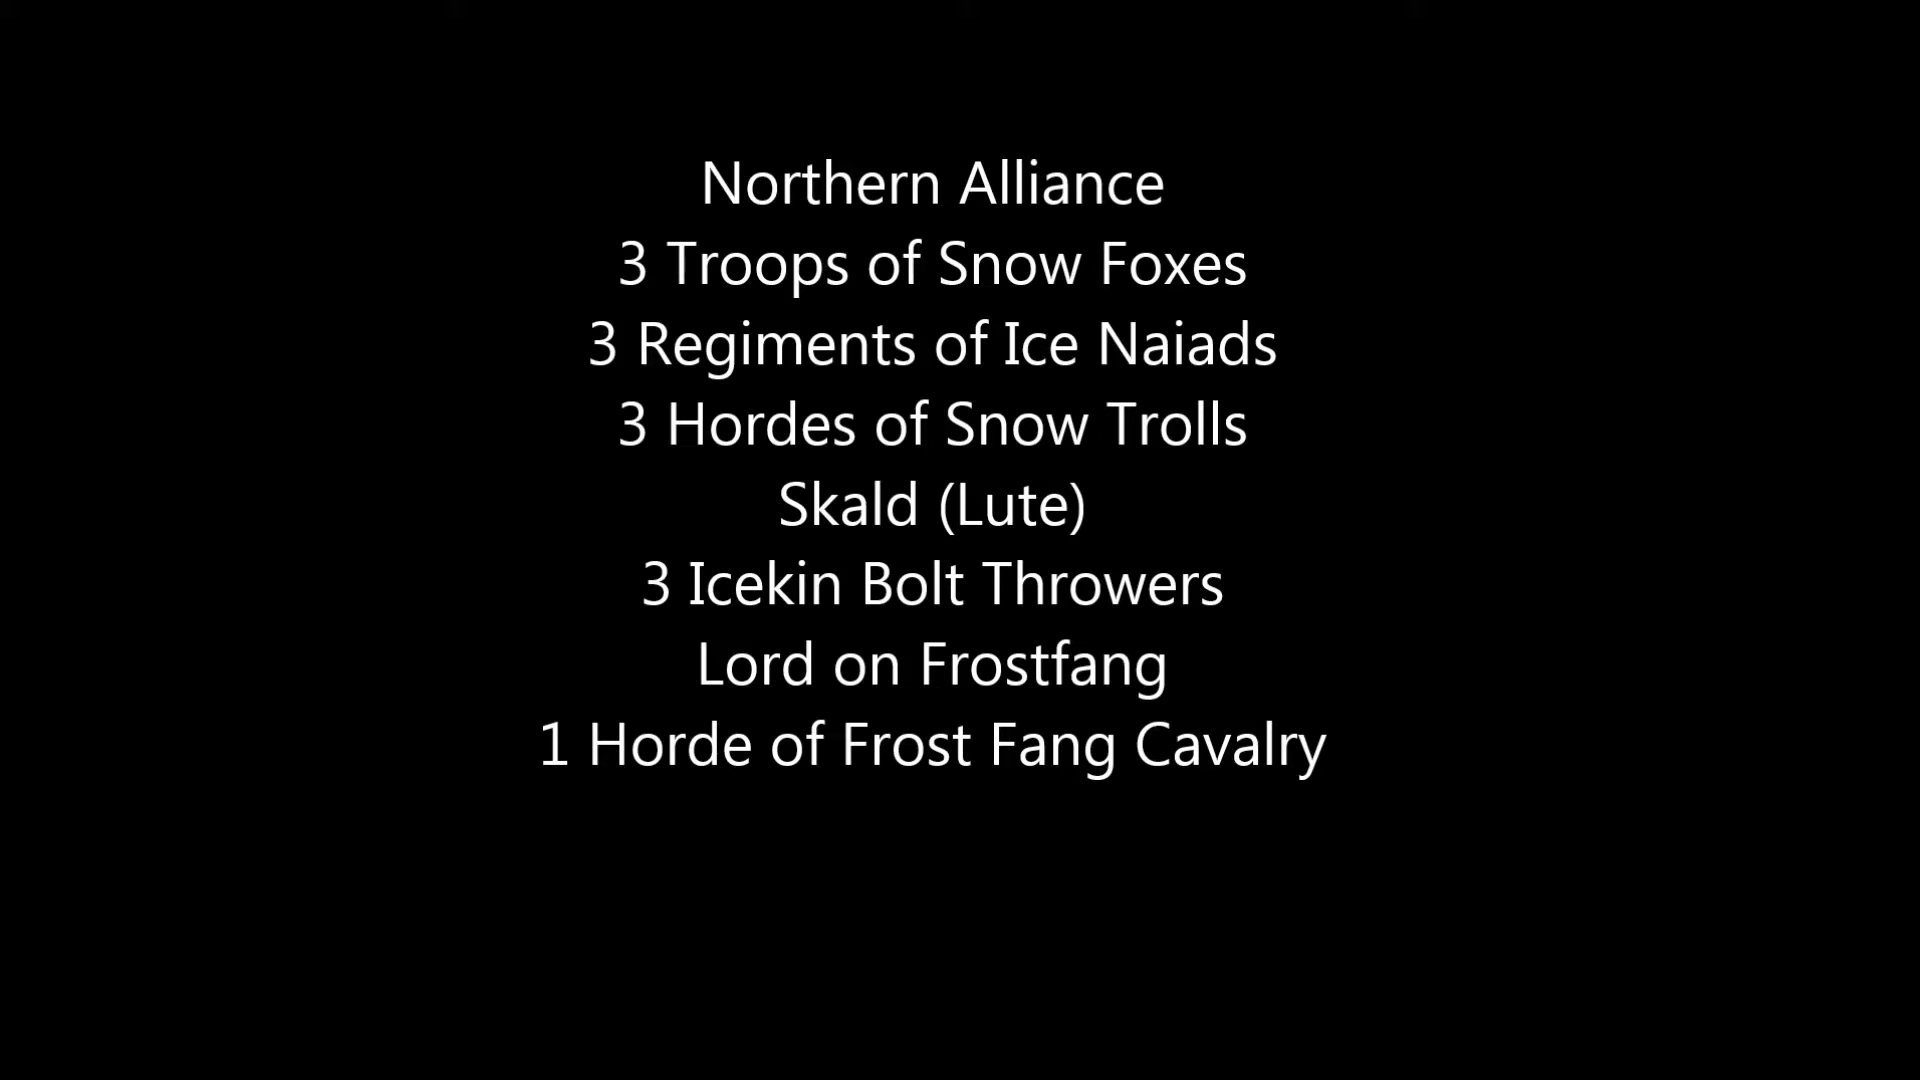 Northern Alliance
3 Troops of Snow Foxes
3 Regiments of Ice Naiads
3 Hordes of Snow Trolls
Skald (Lute)
3 Icekin Bolt Throwers
Lord on Frostfang
1 Horde of Frost Fang Cavalry